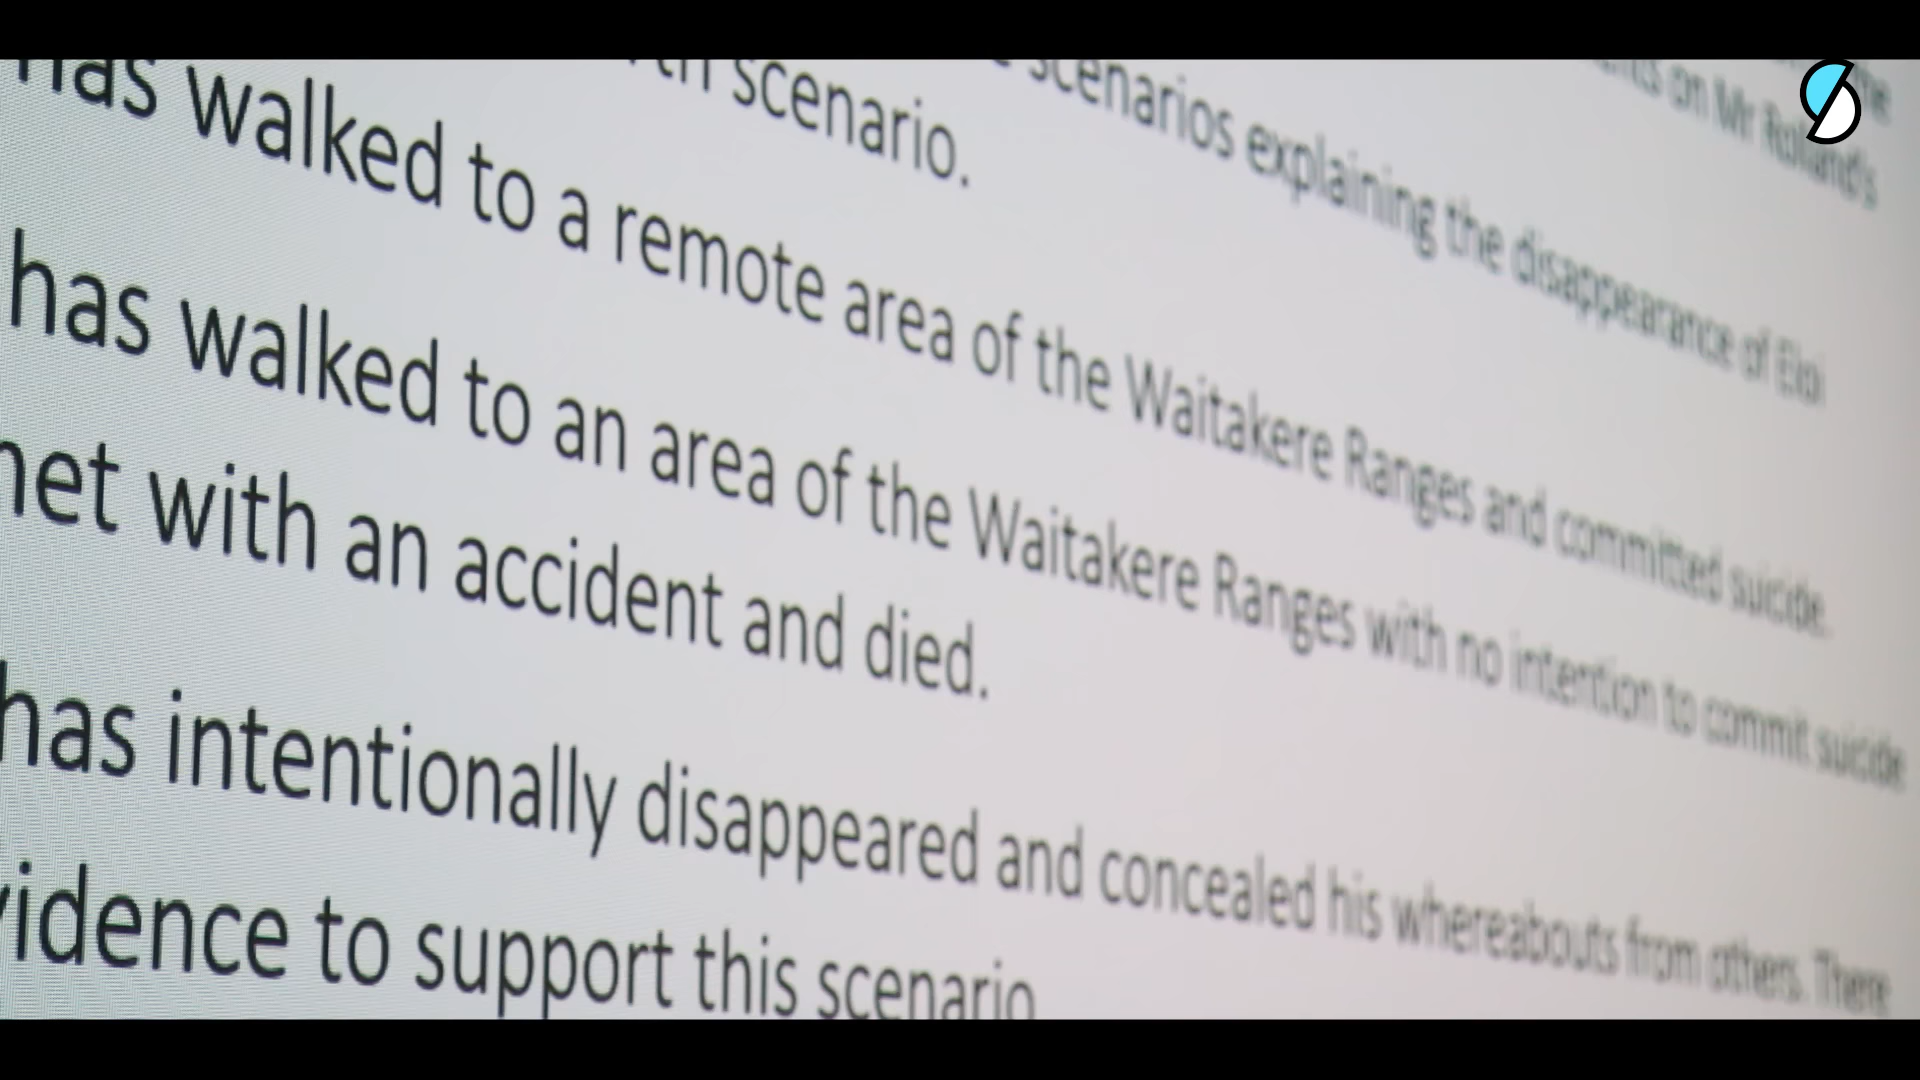 on Mr Roland's
scenarios explaining the disappearance of Eloi
scenario.
has walked to a remote area of the Waitakere Ranges and committed suicide.
has walked to an area of the Waitakere Ranges with no intention to commit suicide
met with an accident and died.
has intentionally disappeared and concealed his whereabouts from others. There
vidence to support this scenario